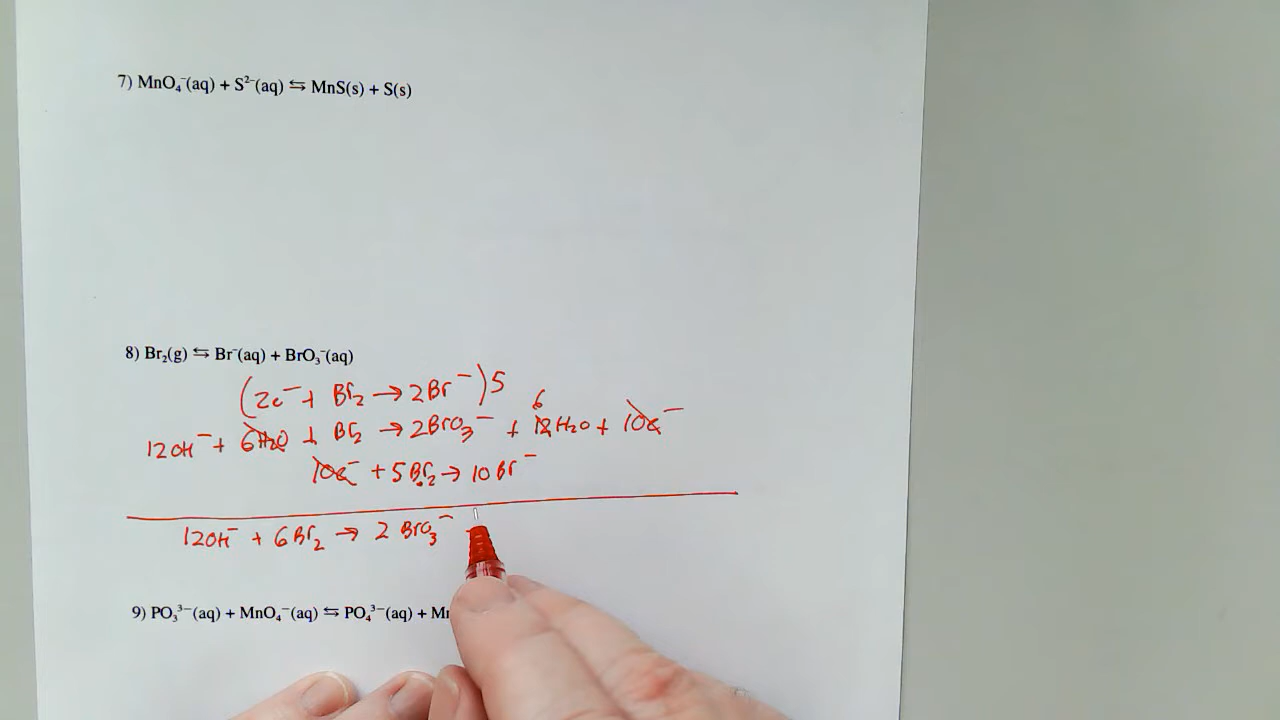 7) MnO₄⁻(aq) + S²⁻(aq) ⇆ MnS(s) + S(s)
8) Br₂(g) ⇆ Br⁻(aq) + BrO₃⁻(aq)
(2e⁻ + Br₂ → 2Br⁻)5
6
12OH⁻ + 6H₂O + Br₂ → 2BrO₃⁻ + 12H₂O + 10e⁻
10e⁻ + 5Br₂ → 10Br⁻
12OH⁻ + 6Br₂ → 2BrO₃⁻
9) PO₃³⁻(aq) + MnO₄⁻(aq) ⇆ PO₄³⁻(aq) +